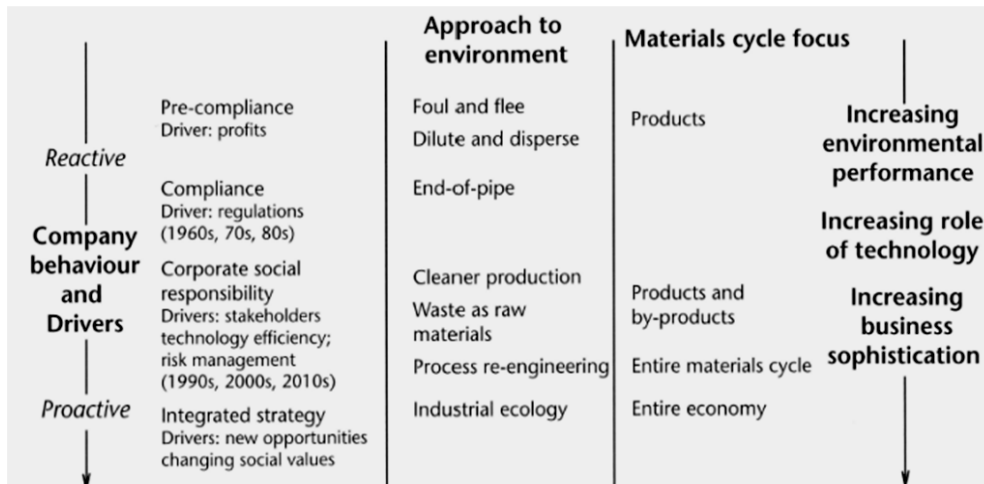 Approach to
environment
Materials cycle focus
Pre-compliance
Driver: profits
Foul and flee
Dilute and disperse
Products
Increasing
environmental
performance
Reactive
Compliance
Driver: regulations
(1960s, 70s, 80s)
End-of-pipe
Increasing role
of technology
Company
behaviour
and
Drivers
Corporate social
responsibility
Drivers: stakeholders
technology efficiency;
risk management
(1990s, 2000s, 2010s)
Cleaner production
Waste as raw
materials
Process re-engineering
Products and
by-products
Entire materials cycle
Increasing
business
sophistication
Proactive
Integrated strategy
Drivers: new opportunities
changing social values
Industrial ecology
Entire economy